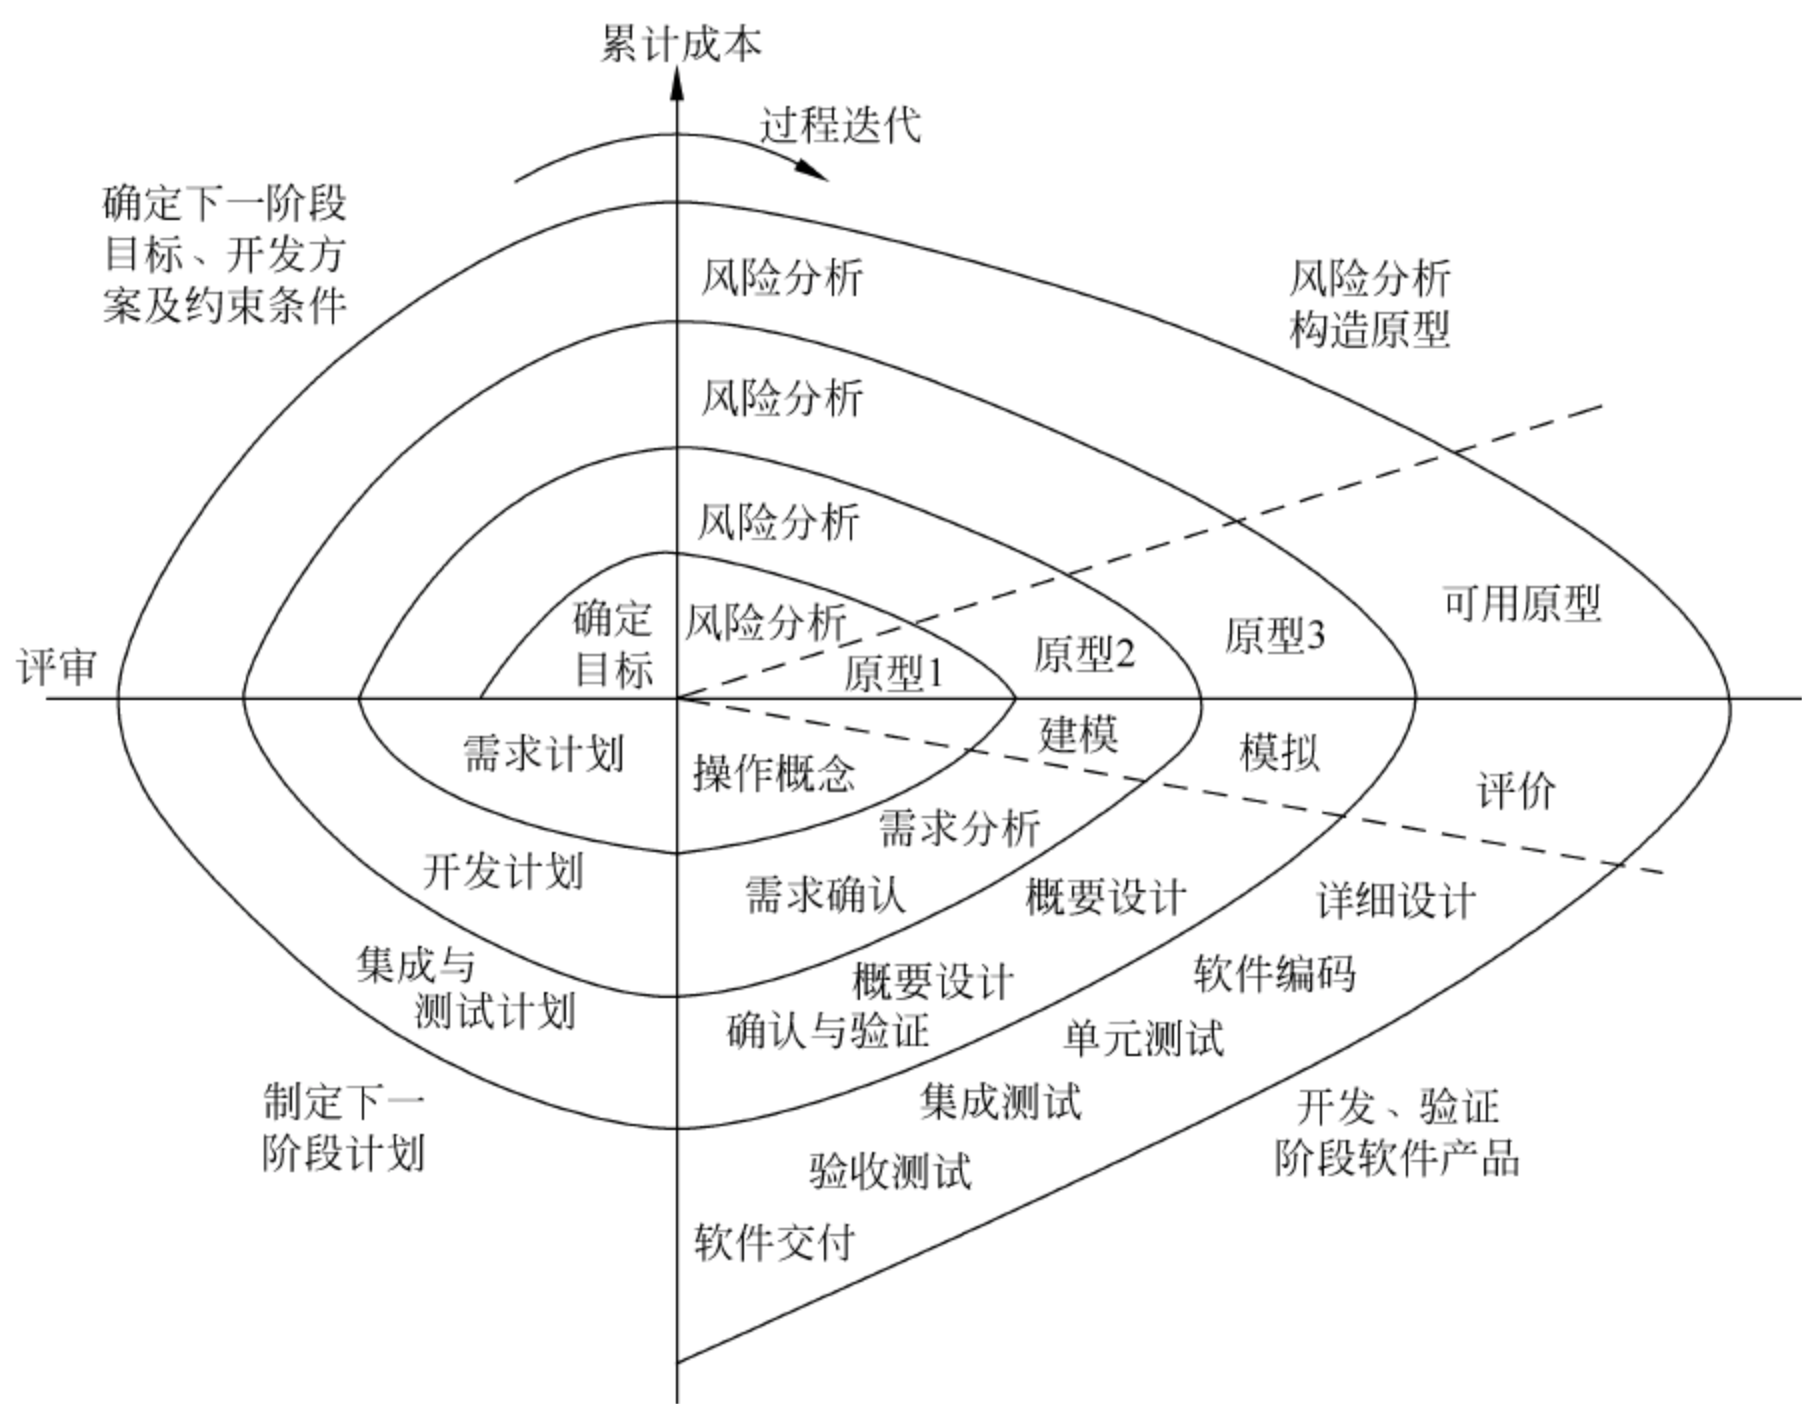 累计成本
过程迭代
确定下一阶段
目标、开发方
案及约束条件
风险分析
风险分析
构造原型
风险分析
风险分析
确定
目标
风险分析
原型1
原型2
原型3
可用原型
评审
需求计划
操作概念
建模
模拟
评价
需求分析
开发计划
需求确认
概要设计
详细设计
集成与
测试计划
概要设计
确认与验证
软件编码
单元测试
集成测试
制定下一
阶段计划
开发、验证
阶段软件产品
验收测试
软件交付